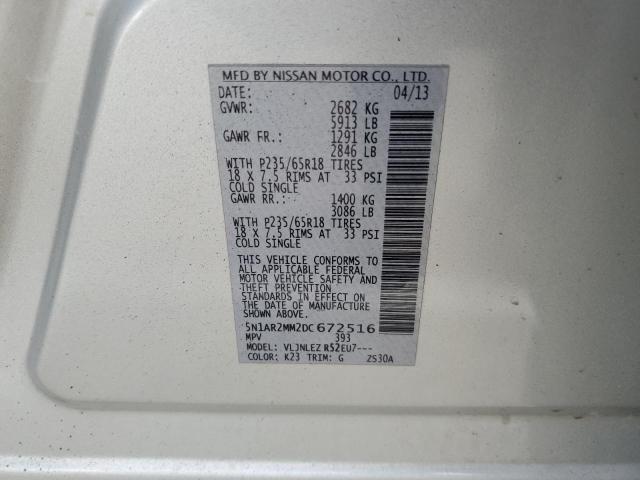 MFD BY NISSAN MOTOR CO., LTD.
DATE: 04/13
GVWR: 2682 KG
5913 LB
GAWR FR.: 1291 KG
2846 LB
WITH P235/65R18 TIRES
18 X 7.5 RIMS AT 33 PSI
COLD SINGLE
GAWR RR.: 1400 KG
3086 LB
WITH P235/65R18 TIRES
18 X 7.5 RIMS AT 33 PSI
COLD SINGLE
THIS VEHICLE CONFORMS TO
ALL APPLICABLE FEDERAL
MOTOR VEHICLE SAFETY AND
THEFT PREVENTION
STANDARDS IN EFFECT ON
THE DATE OF MANUFACTURE
SHOWN ABOVE.
5N1AR2MM2DC672516
MPV 393
MODEL: VLJNLEZ R52EU7---
COLOR: K23 TRIM: G ZS30A